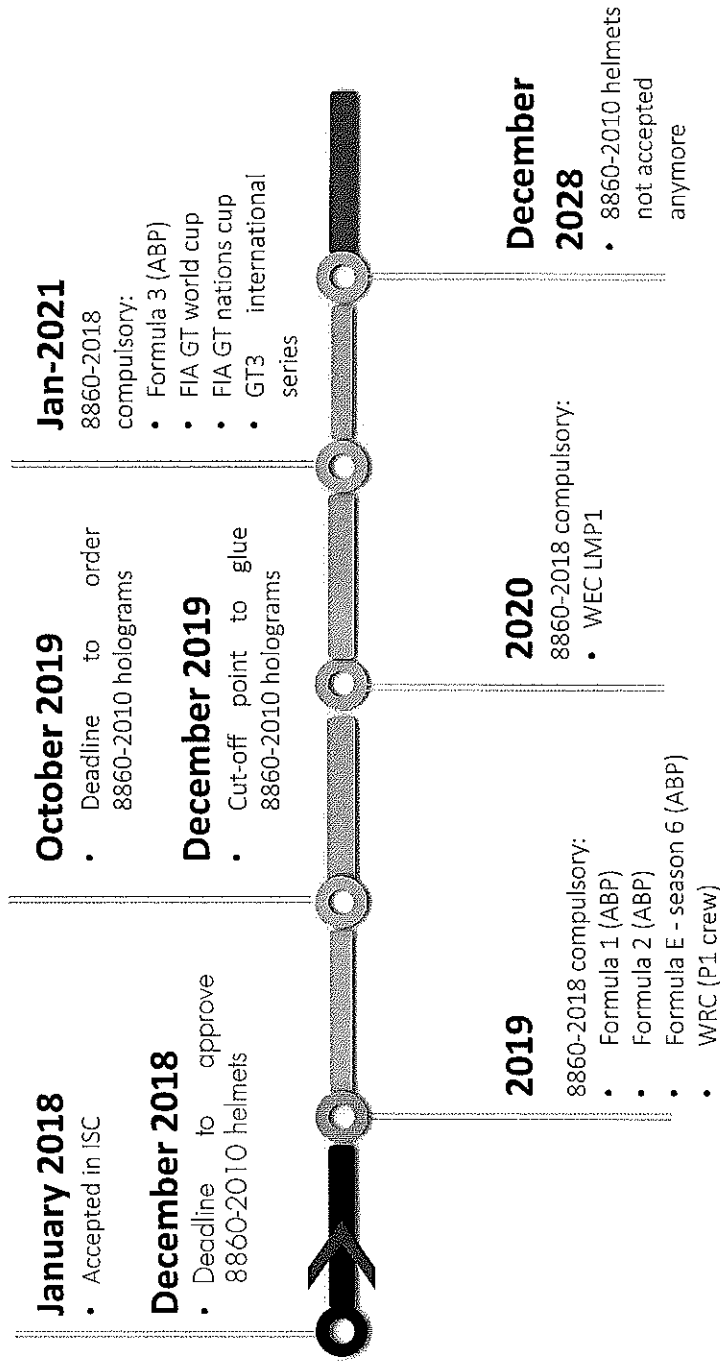 January 2018
• Accepted in ISC
December 2018
• Deadline to approve
8860-2010 helmets
2019
8860-2018 compulsory:
• Formula 1 (ABP)
• Formula 2 (ABP)
• Formula E - season 6 (ABP)
• WRC (P1 crew)
October 2019
• Deadline to order
8860-2010 holograms
December 2019
• Cut-off point to glue
8860-2010 holograms
2020
8860-2018 compulsory:
• WEC LMP1
Jan-2021
8860-2018
compulsory:
• Formula 3 (ABP)
• FIA GT world cup
• FIA GT nations cup
• GT3 international
series
December
2028
• 8860-2010 helmets
not accepted
anymore